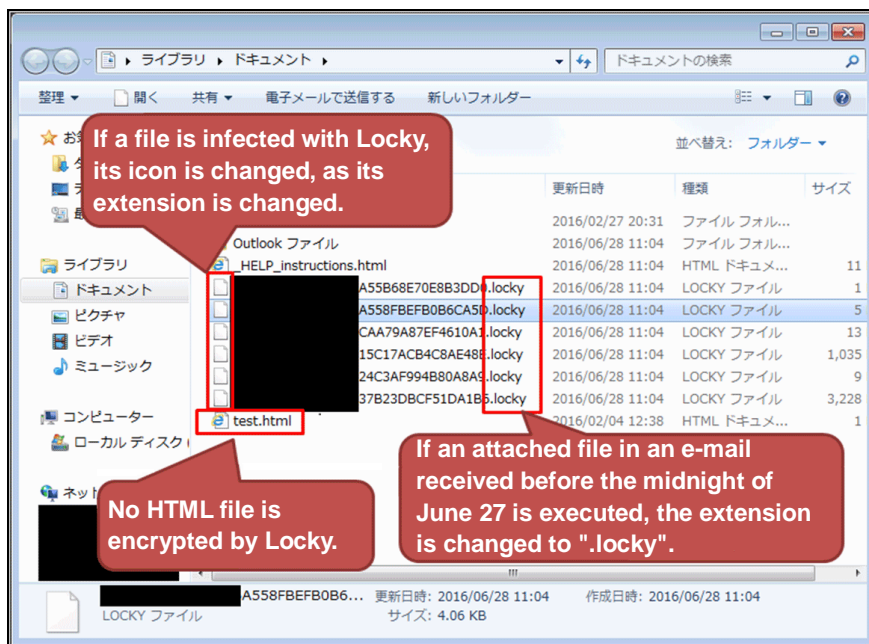 ライブラリ ドキュメント
ドキュメントの検索
整理 開く 共有 電子メールで送信する 新しいフォルダー
If a file is infected with Locky,
its icon is changed, as its
extension is changed.
並べ替え: フォルダー
更新日時 種類 サイズ
2016/02/27 20:31 ファイル フォル...
Outlook ファイル 2016/06/28 11:04 ファイル フォル...
ライブラリ
_HELP_instructions.html 2016/06/28 11:04 HTML ドキュメ... 11
ドキュメント
A55B68E70E8B3DD0.locky 2016/06/28 11:04 LOCKY ファイル 1
ピクチャ
A558FBEFB0B6CA5D.locky 2016/06/28 11:04 LOCKY ファイル 5
ビデオ
CAA79A87EF4610A1.locky 2016/06/28 11:04 LOCKY ファイル 13
15C17ACB4C8AE48E.locky 2016/06/28 11:04 LOCKY ファイル 1,035
ミュージック
24C3AF994B80A8A9.locky 2016/06/28 11:04 LOCKY ファイル 9
37B23DBCF51DA1B6.locky 2016/06/28 11:04 LOCKY ファイル 3,228
コンピューター
test.html 2016/02/04 12:38 HTML ドキュメ... 1
ローカル ディスク
If an attached file in an e-mail
received before the midnight of
June 27 is executed, the extension
is changed to ".locky".
ネット
No HTML file is
encrypted by Locky.
A558FBEFB0B6... 更新日時: 2016/06/28 11:04 作成日時: 2016/06/28 11:04
LOCKY ファイル サイズ: 4.06 KB